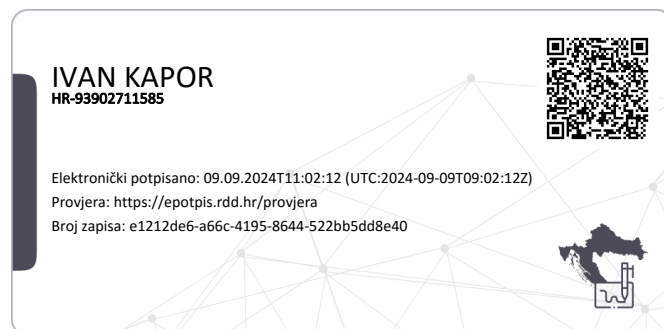 IVAN KAPOR
HR-93902711585
Elektronički potpisano: 09.09.2024T11:02:12 (UTC:2024-09-09T09:02:12Z)
Provjera: https://epotpis.rdd.hr/provjera
Broj zapisa: e1212de6-a66c-4195-8644-522bb5dd8e40